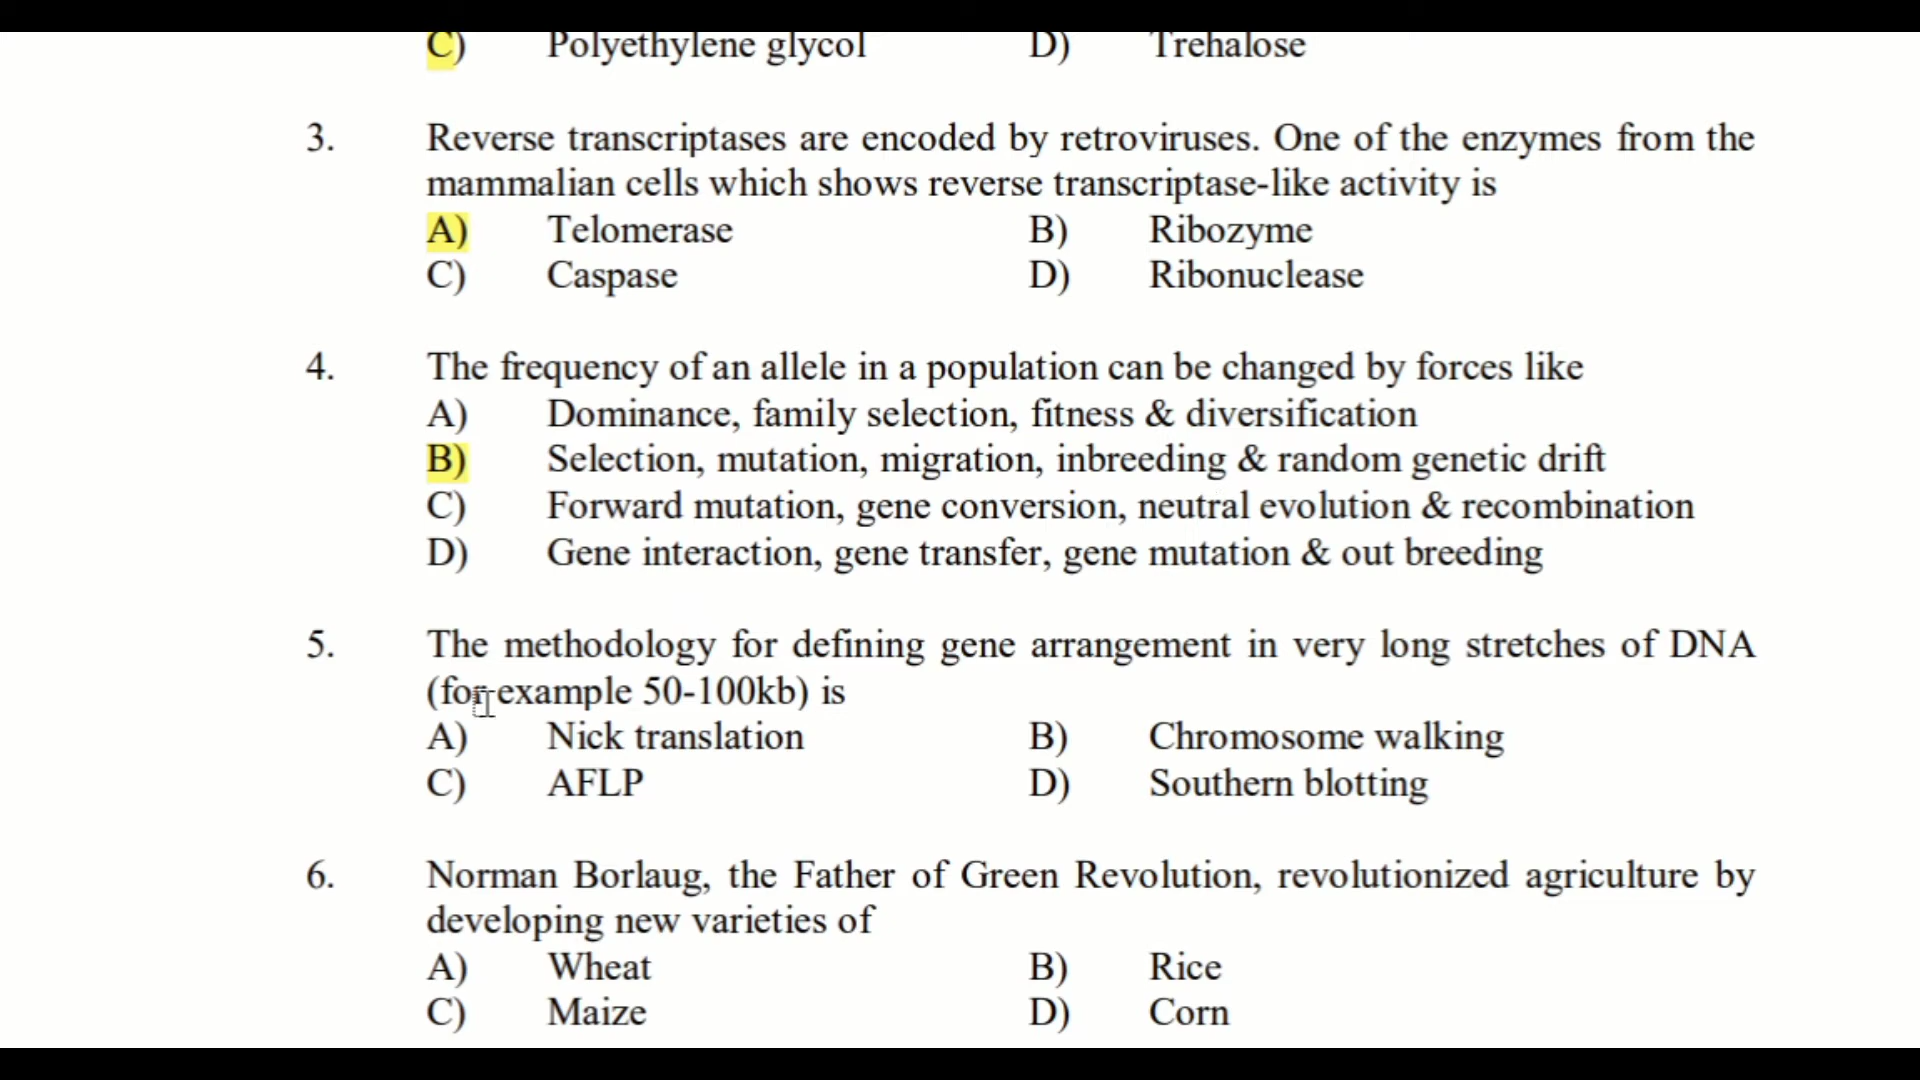 C) Polyethylene glycol D) Trehalose
3. Reverse transcriptases are encoded by retroviruses. One of the enzymes from the
mammalian cells which shows reverse transcriptase-like activity is
A) Telomerase B) Ribozyme
C) Caspase D) Ribonuclease
4. The frequency of an allele in a population can be changed by forces like
A) Dominance, family selection, fitness & diversification
B) Selection, mutation, migration, inbreeding & random genetic drift
C) Forward mutation, gene conversion, neutral evolution & recombination
D) Gene interaction, gene transfer, gene mutation & out breeding
5. The methodology for defining gene arrangement in very long stretches of DNA
(for example 50-100kb) is
A) Nick translation B) Chromosome walking
C) AFLP D) Southern blotting
6. Norman Borlaug, the Father of Green Revolution, revolutionized agriculture by
developing new varieties of
A) Wheat B) Rice
C) Maize D) Corn